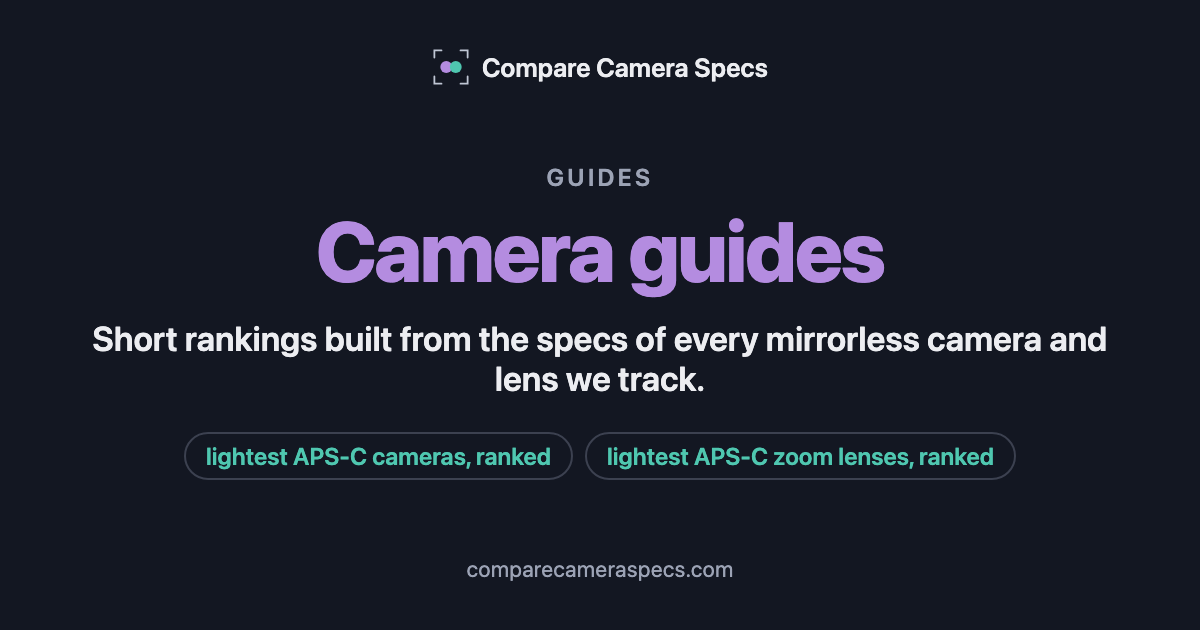 Compare Camera Specs
GUIDES
Camera guides
Short rankings built from the specs of every mirrorless camera and
lens we track.
lightest APS-C cameras, ranked
lightest APS-C zoom lenses, ranked
comparecameraspecs.com